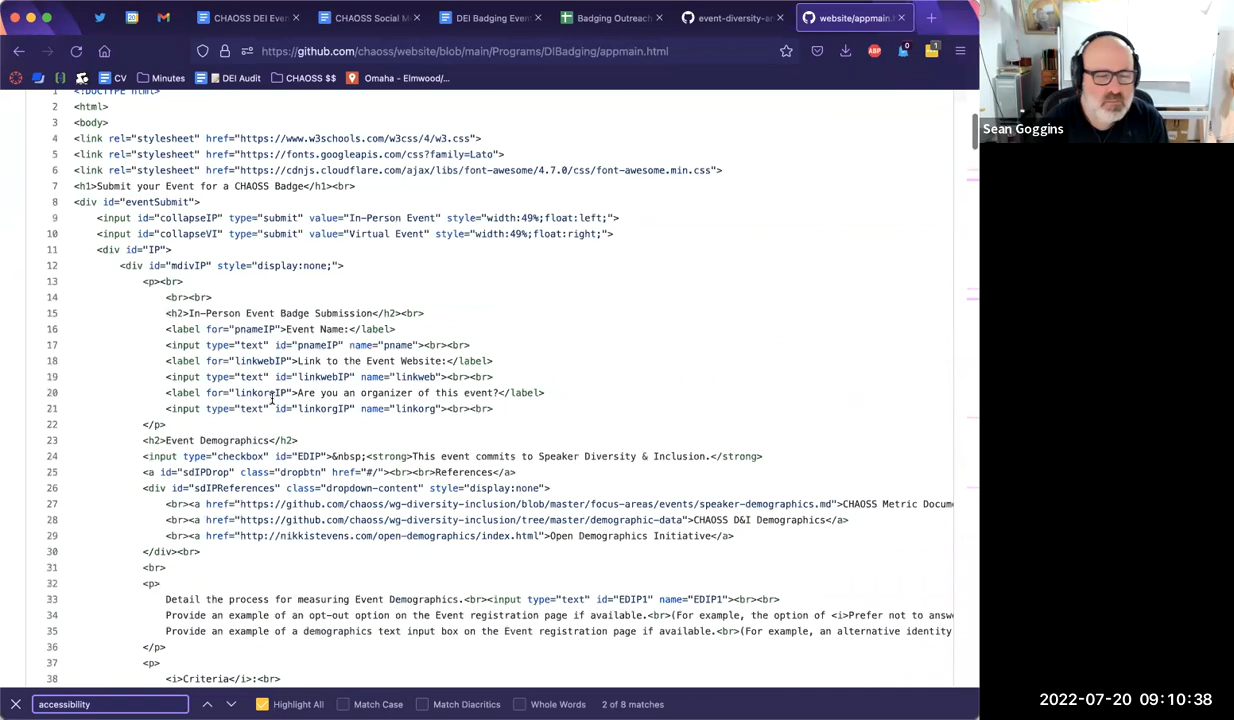 CHAOSS DEI Even
CHAOSS Social M
DEI Badging Even
Badging Outreach
event-diversity-a
website/appmain.
https://github.com/chaoss/website/blob/main/Programs/DIBadging/appmain.html
ABP
0
1
CV
Minutes
DEI Audit
CHAOSS $$
Omaha - Elmwood/...
1 <!DOCTYPE html>
2 <html>
3 <body>
4 <link rel="stylesheet" href="https://www.w3schools.com/w3css/4/w3.css">
5 <link rel="stylesheet" href="https://fonts.googleapis.com/css?family=Lato">
6 <link rel="stylesheet" href="https://cdnjs.cloudflare.com/ajax/libs/font-awesome/4.7.0/css/font-awesome.min.css">
7 <h1>Submit your Event for a CHAOSS Badge</h1><br>
8 <div id="eventSubmit">
9 <input id="collapseIP" type="submit" value="In-Person Event" style="width:49%;float:left;">
10 <input id="collapseVI" type="submit" value="Virtual Event" style="width:49%;float:right;">
11 <div id="IP">
12 <div id="mdivIP" style="display:none;">
13 <p><br>
14 <br><br>
15 <h2>In-Person Event Badge Submission</h2><br>
16 <label for="pnameIP">Event Name:</label>
17 <input type="text" id="pnameIP" name="pname"><br><br>
18 <label for="linkwebIP">Link to the Event Website:</label>
19 <input type="text" id="linkwebIP" name="linkweb"><br><br>
20 <label for="linkorgIP">Are you an organizer of this event?</label>
21 <input type="text" id="linkorgIP" name="linkorg"><br><br>
22 </p>
23 <h2>Event Demographics</h2>
24 <input type="checkbox" id="EDIP">&nbsp;<strong>This event commits to Speaker Diversity & Inclusion.</strong>
25 <a id="sdIPDrop" class="dropbtn" href="#/"><br><br>References</a>
26 <div id="sdIPReferences" class="dropdown-content" style="display:none">
27 <br><a href="https://github.com/chaoss/wg-diversity-inclusion/blob/master/focus-areas/events/speaker-demographics.md">CHAOSS Metric Docum
28 <br><a href="https://github.com/chaoss/wg-diversity-inclusion/tree/master/demographic-data">CHAOSS D&I Demographics</a>
29 <br><a href="http://nikkistevens.com/open-demographics/index.html">Open Demographics Initiative</a>
30 </div><br>
31 <br>
32 <p>
33 Detail the process for measuring Event Demographics.<br><input type="text" id="EDIP1" name="EDIP1"><br><br>
34 Provide an example of an opt-out option on the Event registration page if available.<br>(For example, the option of <i>Prefer not to answ
35 Provide an example of a demographics text input box on the Event registration page if available.<br>(For example, an alternative identity
36 </p>
37 <p>
38 <i>Criteria</i>:<br>
accessibility
Highlight All
Match Case
Match Diacritics
Whole Words
2 of 8 matches
Sean Goggins
2022-07-20 09:10:38